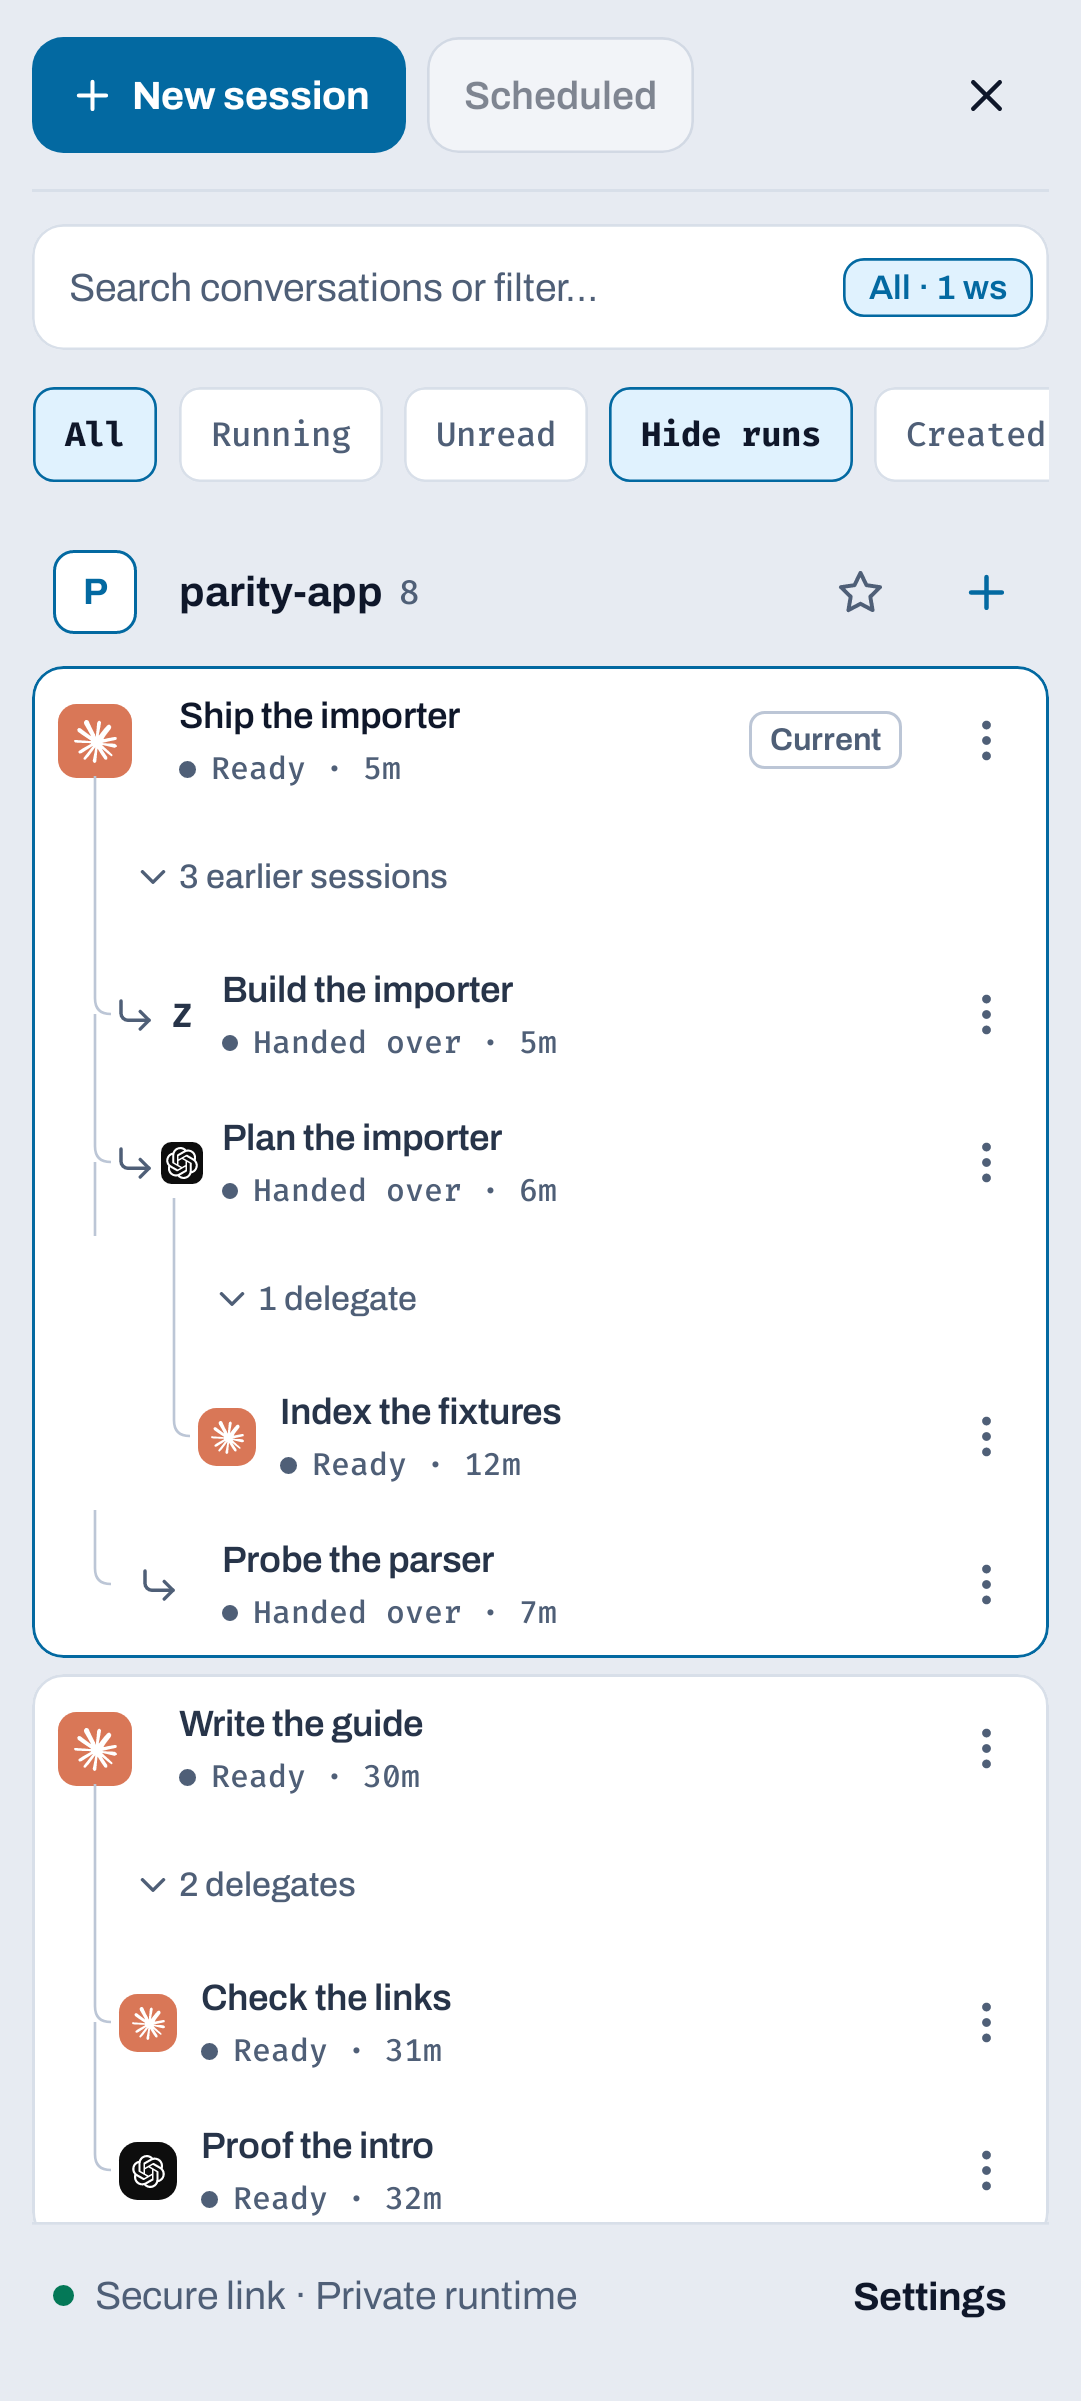 New session
Scheduled
Search conversations or filter...
All · 1 ws
All
Running
Unread
Hide runs
Created
P
parity-app 8
Ship the importer
Ready · 5m
Current
3 earlier sessions
Z
Build the importer
Handed over · 5m
Plan the importer
Handed over · 6m
1 delegate
Index the fixtures
Ready · 12m
Probe the parser
Handed over · 7m
Write the guide
Ready · 30m
2 delegates
Check the links
Ready · 31m
Proof the intro
Ready · 32m
Secure link · Private runtime
Settings